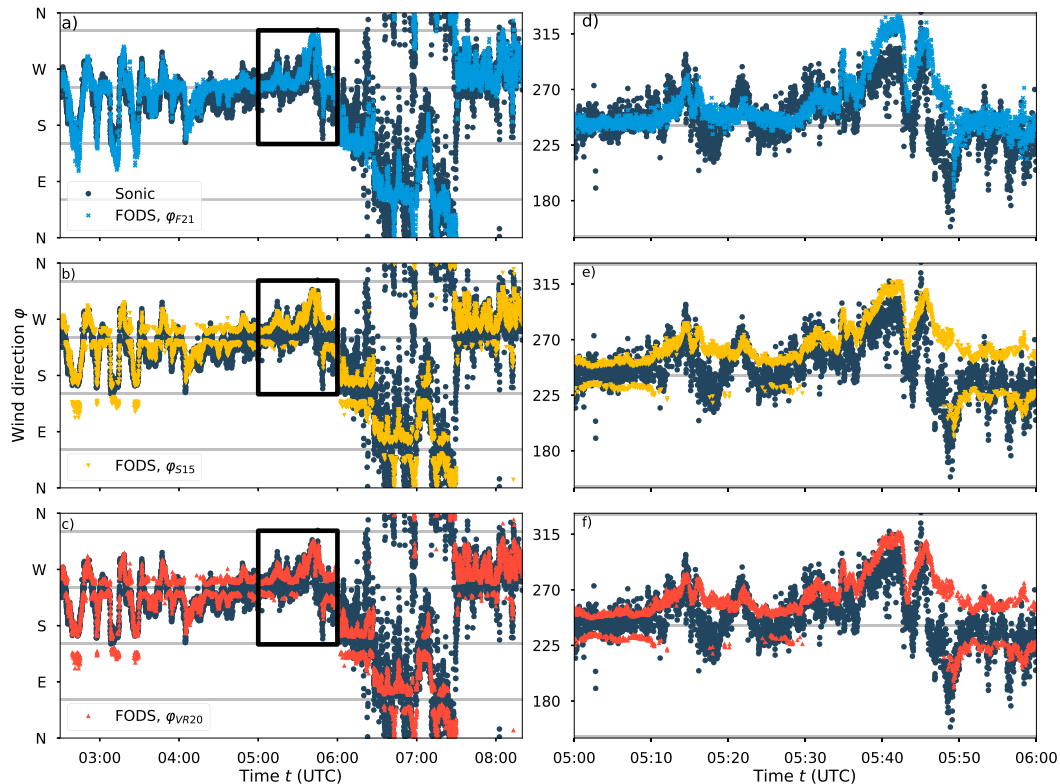 N
a)
W
S
E
N
Sonic
FODS, φF21
d)
315
270
225
180
N
b)
W
S
E
N
FODS, φS15
e)
315
270
225
180
Wind direction φ
N
c)
W
S
E
N
FODS, φVR20
f)
315
270
225
180
03:00 04:00 05:00 06:00 07:00 08:00
Time t (UTC)
05:00 05:10 05:20 05:30 05:40 05:50 06:00
Time t (UTC)